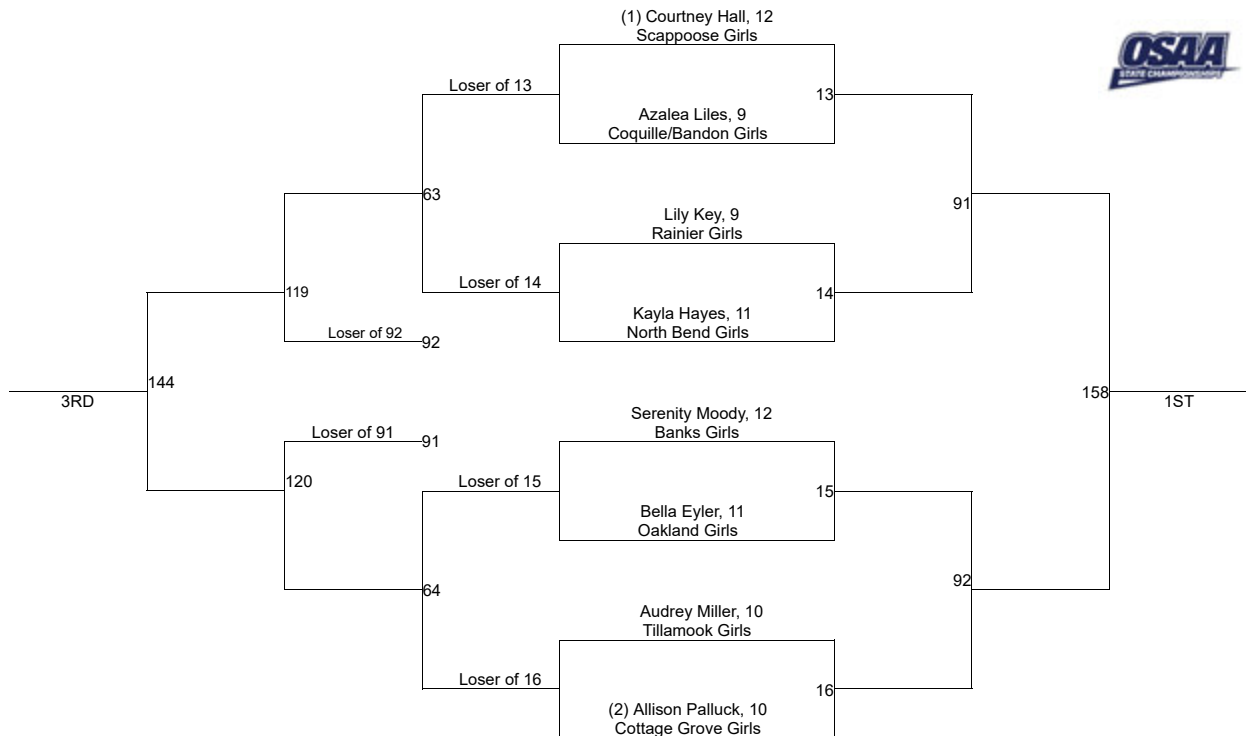 (1) Courtney Hall, 12
Scappoose Girls
OSAA
STATE CHAMPIONSHIPS
Loser of 13
13
Azalea Liles, 9
Coquille/Bandon Girls
63
91
Lily Key, 9
Rainier Girls
Loser of 14
14
119
Kayla Hayes, 11
North Bend Girls
Loser of 92
92
144
3RD
158
1ST
Serenity Moody, 12
Banks Girls
Loser of 91
91
120
Loser of 15
15
Bella Eyler, 11
Oakland Girls
64
92
Audrey Miller, 10
Tillamook Girls
Loser of 16
16
(2) Allison Palluck, 10
Cottage Grove Girls